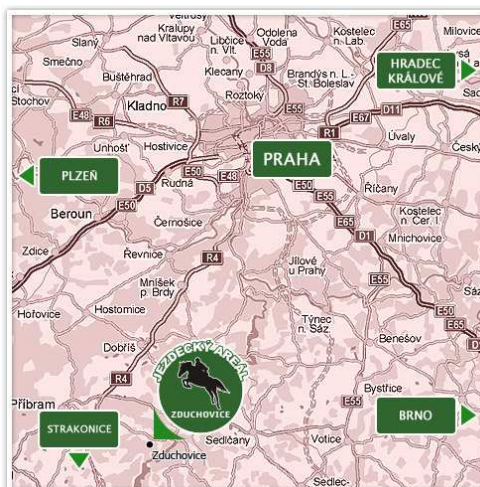 Kralupy
nad Vltavou
Libčice
n. Vlt.
Odolena
Voda
Kostelec
n. Lab.
E65
Milovice
Slaný
E55
Smečno
Klecany
D8
Brandýs n. L.-
St. Boleslav
HRADEC
KRÁLOVÉ
Buštěhrad
Roztoky
Stochov
Kladno
R7
E55
D11
E48
R6
E67
R1
Unhošť
Hostivice
Úvaly
Český
PRAHA
PLZEŇ
E50
E48
D5
Rudná
E50
Říčany
Beroun
E50
E55
Černošice
E65
Kostelec
n. Čer. l.
D1
Mnichovice
Zdice
Řevnice
R4
Jílové
u Prahy
Mníšek
p. Brdy
E55
Hořovice
Hostomice
E50
Týnec
n. Sáz.
E65
Dobříš
Benešov
JEZDECKÝ AREÁL
ZDUCHOVICE
R4
Bystřice
Příbram
E55
BRNO
STRAKONICE
Sedlčany
Votice
Zduchovice
Sedlec-